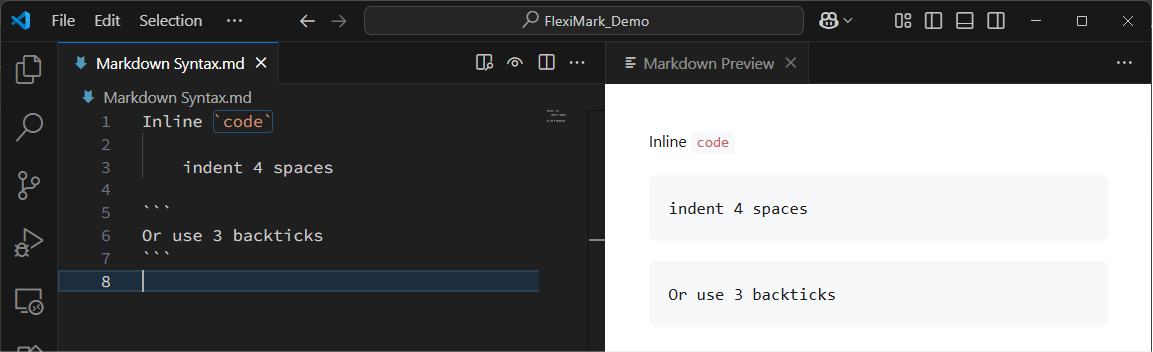 File Edit Selection ··· FlexiMark_Demo
Markdown Syntax.md
Markdown Preview
Markdown Syntax.md
1 Inline `code`
2
3     indent 4 spaces
4
5 ```
6 Or use 3 backticks
7 ```
8
Inline code
indent 4 spaces
Or use 3 backticks